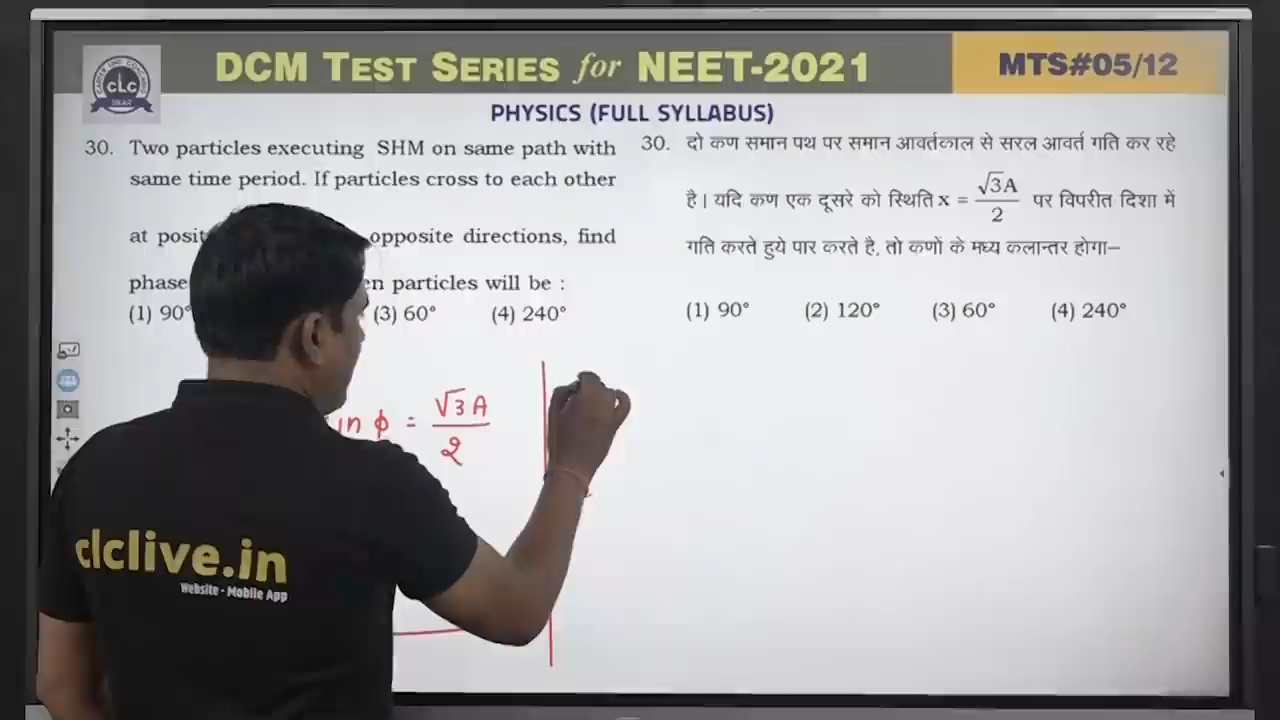 DCM TEST SERIES for NEET-2021
MTS#05/12
CLC
SIKAR
PHYSICS (FULL SYLLABUS)
30. Two particles executing SHM on same path with
same time period. If particles cross to each other
at opposite directions, find
phase particles will be :
(1) 90° (3) 60° (4) 240°
30. दो कण समान पथ पर समान आवर्तकाल से सरल आवर्त गति कर रहे
है। यदि कण एक दूसरे को स्थिति x = √3A/2 पर विपरीत दिशा में
गति करते हुये पार करते है, तो कणों के मध्य कलान्तर होगा–
(1) 90° (2) 120° (3) 60° (4) 240°
in ϕ = √3A/2
clclive.in
Website - Mobile App